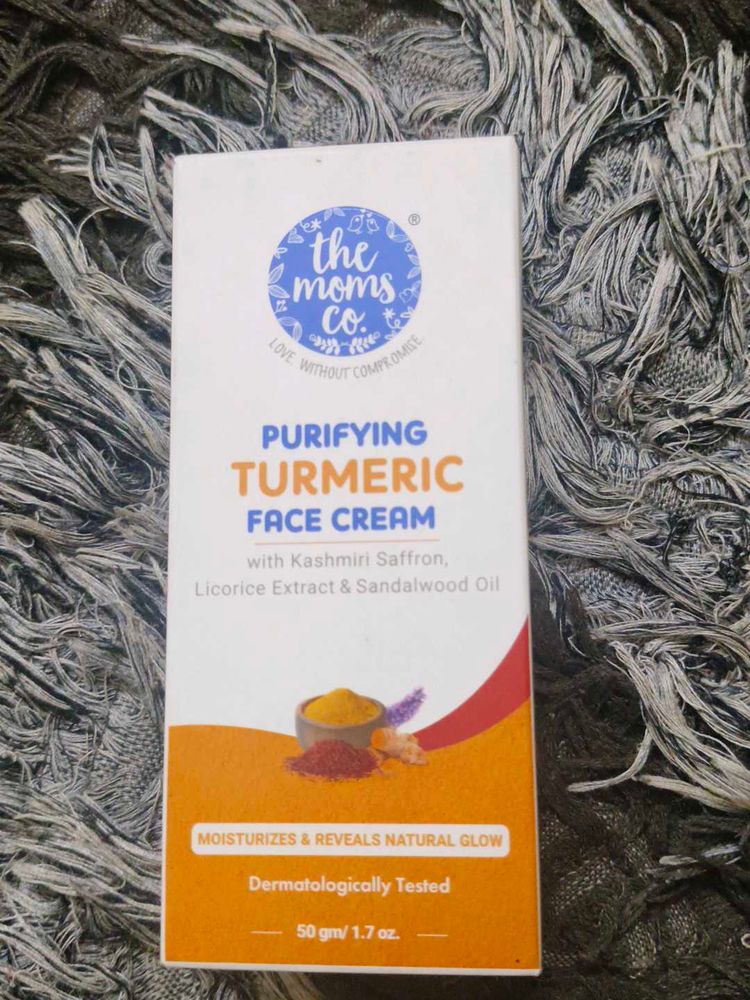 the
moms
co.
®
LOVE. WITHOUT COMPROMISE.
PURIFYING
TURMERIC
FACE CREAM
with Kashmiri Saffron,
Licorice Extract & Sandalwood Oil
MOISTURIZES & REVEALS NATURAL GLOW
Dermatologically Tested
50 gm/ 1.7 oz.